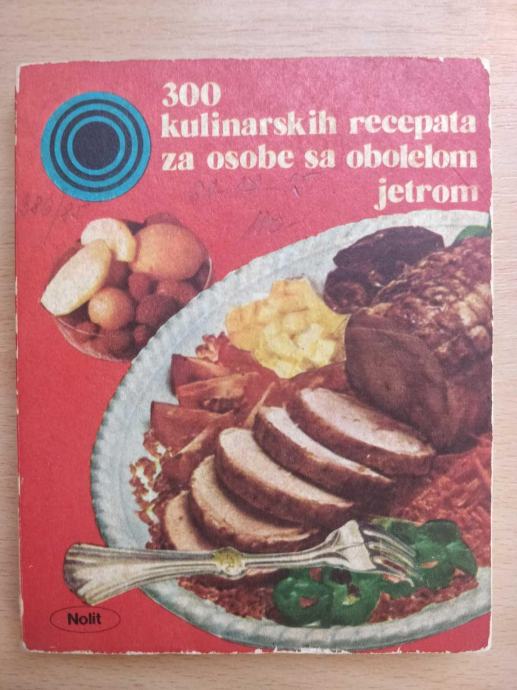 300
kulinarskih recepata
za osobe sa obolelom
jetrom
Nolit